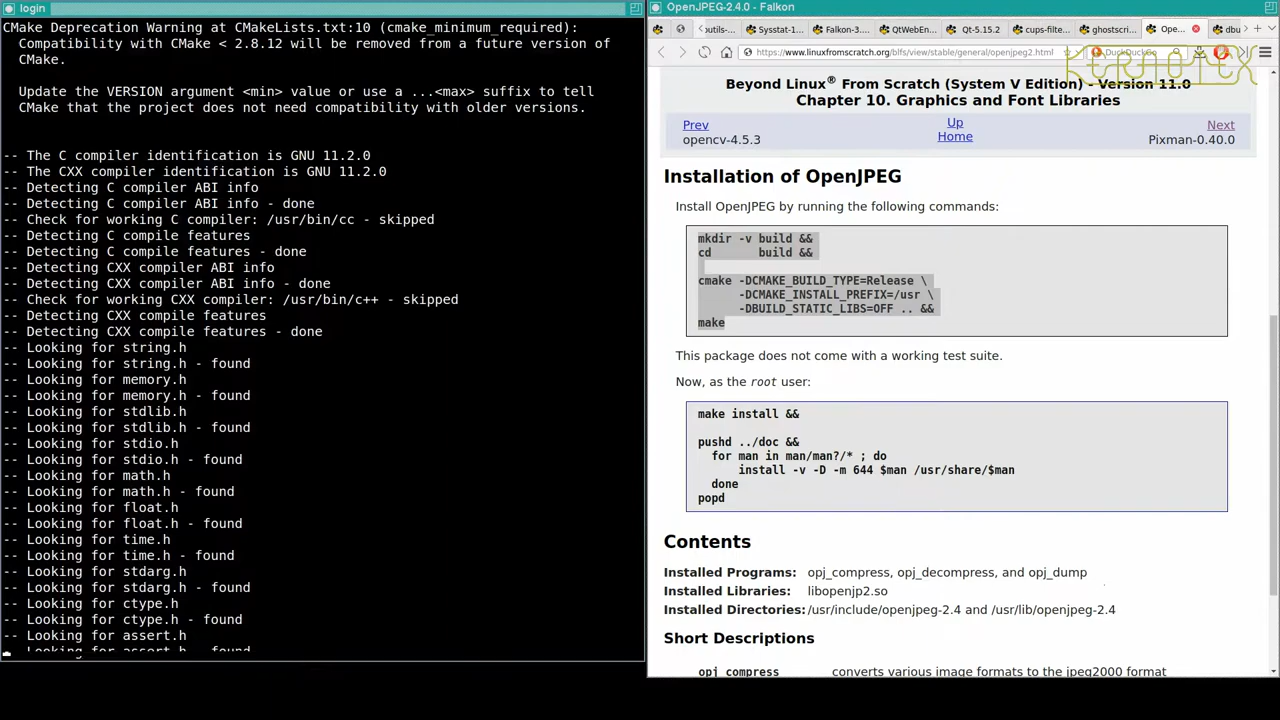 login
CMake Deprecation Warning at CMakeLists.txt:10 (cmake_minimum_required):
Compatibility with CMake < 2.8.12 will be removed from a future version of
CMake.
Update the VERSION argument <min> value or use a ...<max> suffix to tell
CMake that the project does not need compatibility with older versions.
-- The C compiler identification is GNU 11.2.0
-- The CXX compiler identification is GNU 11.2.0
-- Detecting C compiler ABI info
-- Detecting C compiler ABI info - done
-- Check for working C compiler: /usr/bin/cc - skipped
-- Detecting C compile features
-- Detecting C compile features - done
-- Detecting CXX compiler ABI info
-- Detecting CXX compiler ABI info - done
-- Check for working CXX compiler: /usr/bin/c++ - skipped
-- Detecting CXX compile features
-- Detecting CXX compile features - done
-- Looking for string.h
-- Looking for string.h - found
-- Looking for memory.h
-- Looking for memory.h - found
-- Looking for stdlib.h
-- Looking for stdlib.h - found
-- Looking for stdio.h
-- Looking for stdio.h - found
-- Looking for math.h
-- Looking for math.h - found
-- Looking for float.h
-- Looking for float.h - found
-- Looking for time.h
-- Looking for time.h - found
-- Looking for stdarg.h
-- Looking for stdarg.h - found
-- Looking for ctype.h
-- Looking for ctype.h - found
-- Looking for assert.h
-- Looking for assert.h - found
OpenJPEG-2.4.0 - Falkon
utils-... Sysstat-1 Falkon-3... QtWebEn... Qt-5.15.2 cups-filte ghostscri Ope... dbu
https://www.linuxfromscratch.org/blfs/view/stable/general/openjpeg2.html DuckDuckGo
KERAOTEX
Beyond Linux® From Scratch (System V Edition) - Version 11.0
Chapter 10. Graphics and Font Libraries
Prev Up Next
opencv-4.5.3 Home Pixman-0.40.0
Installation of OpenJPEG
Install OpenJPEG by running the following commands:
mkdir -v build &&
cd build &&
cmake -DCMAKE_BUILD_TYPE=Release \
-DCMAKE_INSTALL_PREFIX=/usr \
-DBUILD_STATIC_LIBS=OFF .. &&
make
This package does not come with a working test suite.
Now, as the root user:
make install &&
pushd ../doc &&
for man in man/man?/* ; do
install -v -D -m 644 $man /usr/share/$man
done
popd
Contents
Installed Programs: opj_compress, opj_decompress, and opj_dump
Installed Libraries: libopenjp2.so
Installed Directories: /usr/include/openjpeg-2.4 and /usr/lib/openjpeg-2.4
Short Descriptions
opj_compress converts various image formats to the jpeg2000 format